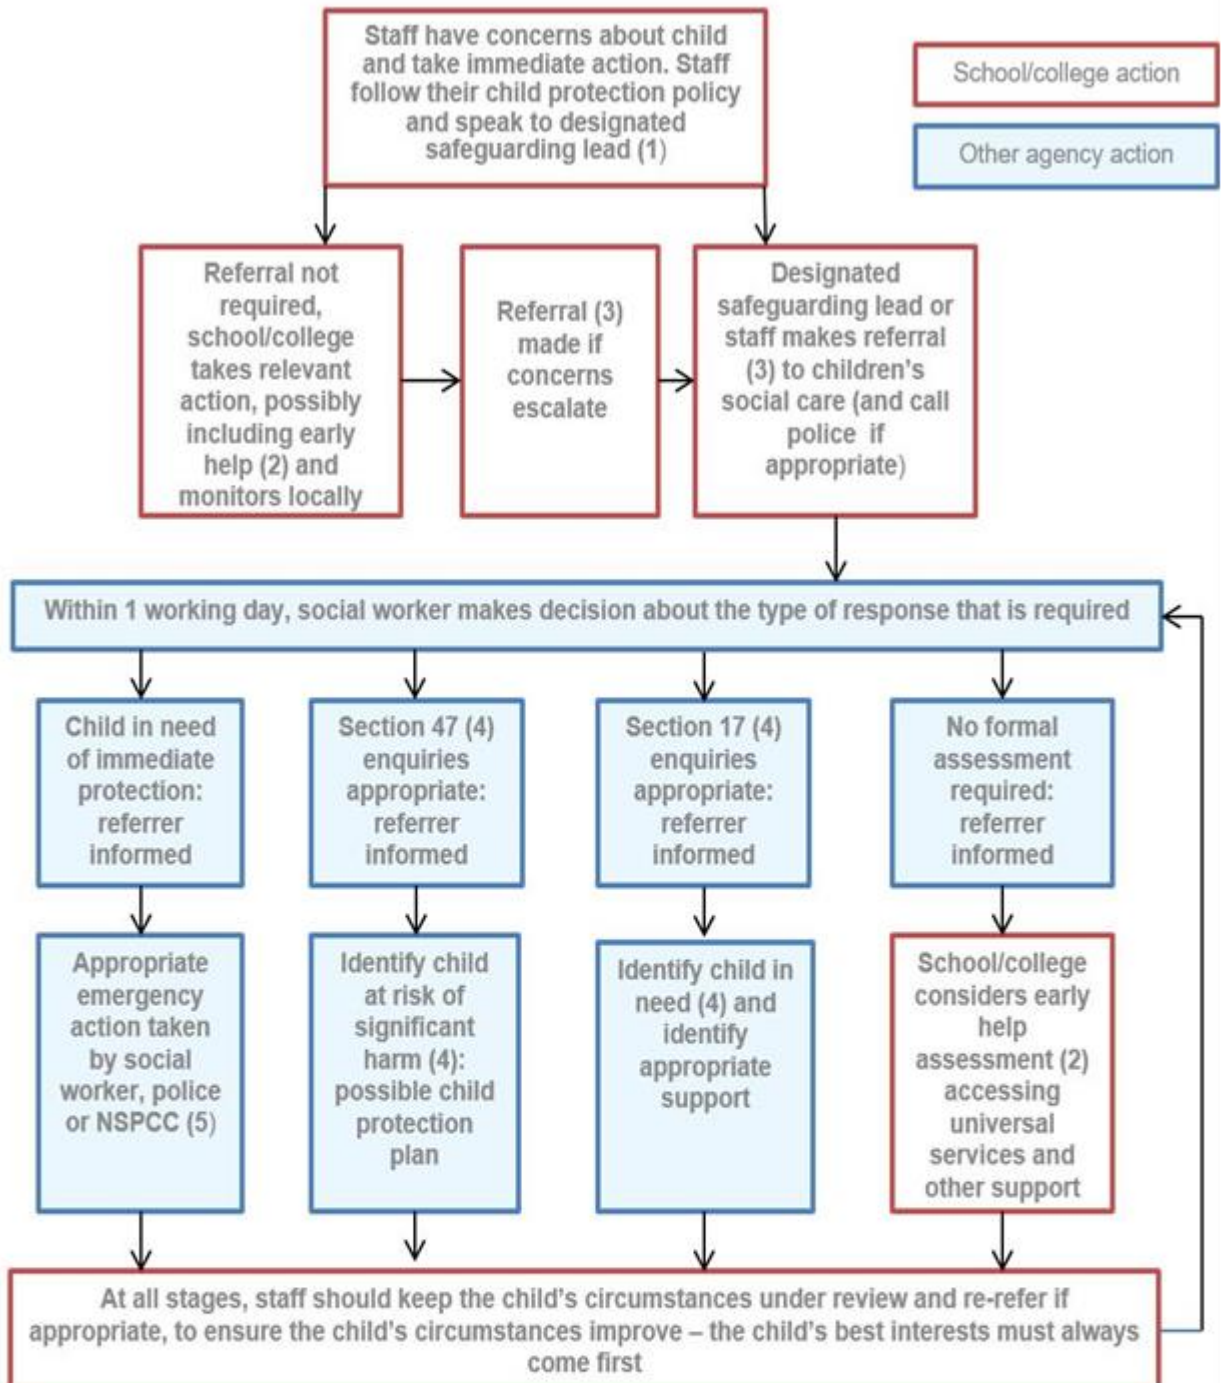 Staff have concerns about child
and take immediate action. Staff
follow their child protection policy
and speak to designated
safeguarding lead (1)
School/college action
Other agency action
Referral not
required,
school/college
takes relevant
action, possibly
including early
help (2) and
monitors locally
Referral (3)
made if
concerns
escalate
Designated
safeguarding lead or
staff makes referral
(3) to children's
social care (and call
police if
appropriate)
Within 1 working day, social worker makes decision about the type of response that is required
Child in need
of immediate
protection:
referrer
informed
Section 47 (4)
enquiries
appropriate:
referrer
informed
Section 17 (4)
enquiries
appropriate:
referrer
informed
No formal
assessment
required:
referrer
informed
Appropriate
emergency
action taken
by social
worker, police
or NSPCC (5)
Identify child
at risk of
significant
harm (4):
possible child
protection
plan
Identify child in
need (4) and
identify
appropriate
support
School/college
considers early
help
assessment (2)
accessing
universal
services and
other support
At all stages, staff should keep the child's circumstances under review and re-refer if
appropriate, to ensure the child's circumstances improve – the child's best interests must always
come first